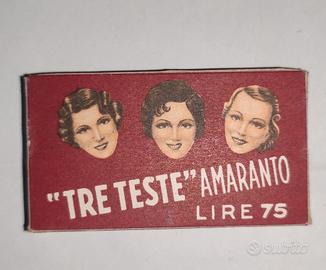 "TRE TESTE" AMARANTO
LIRE 75
subito